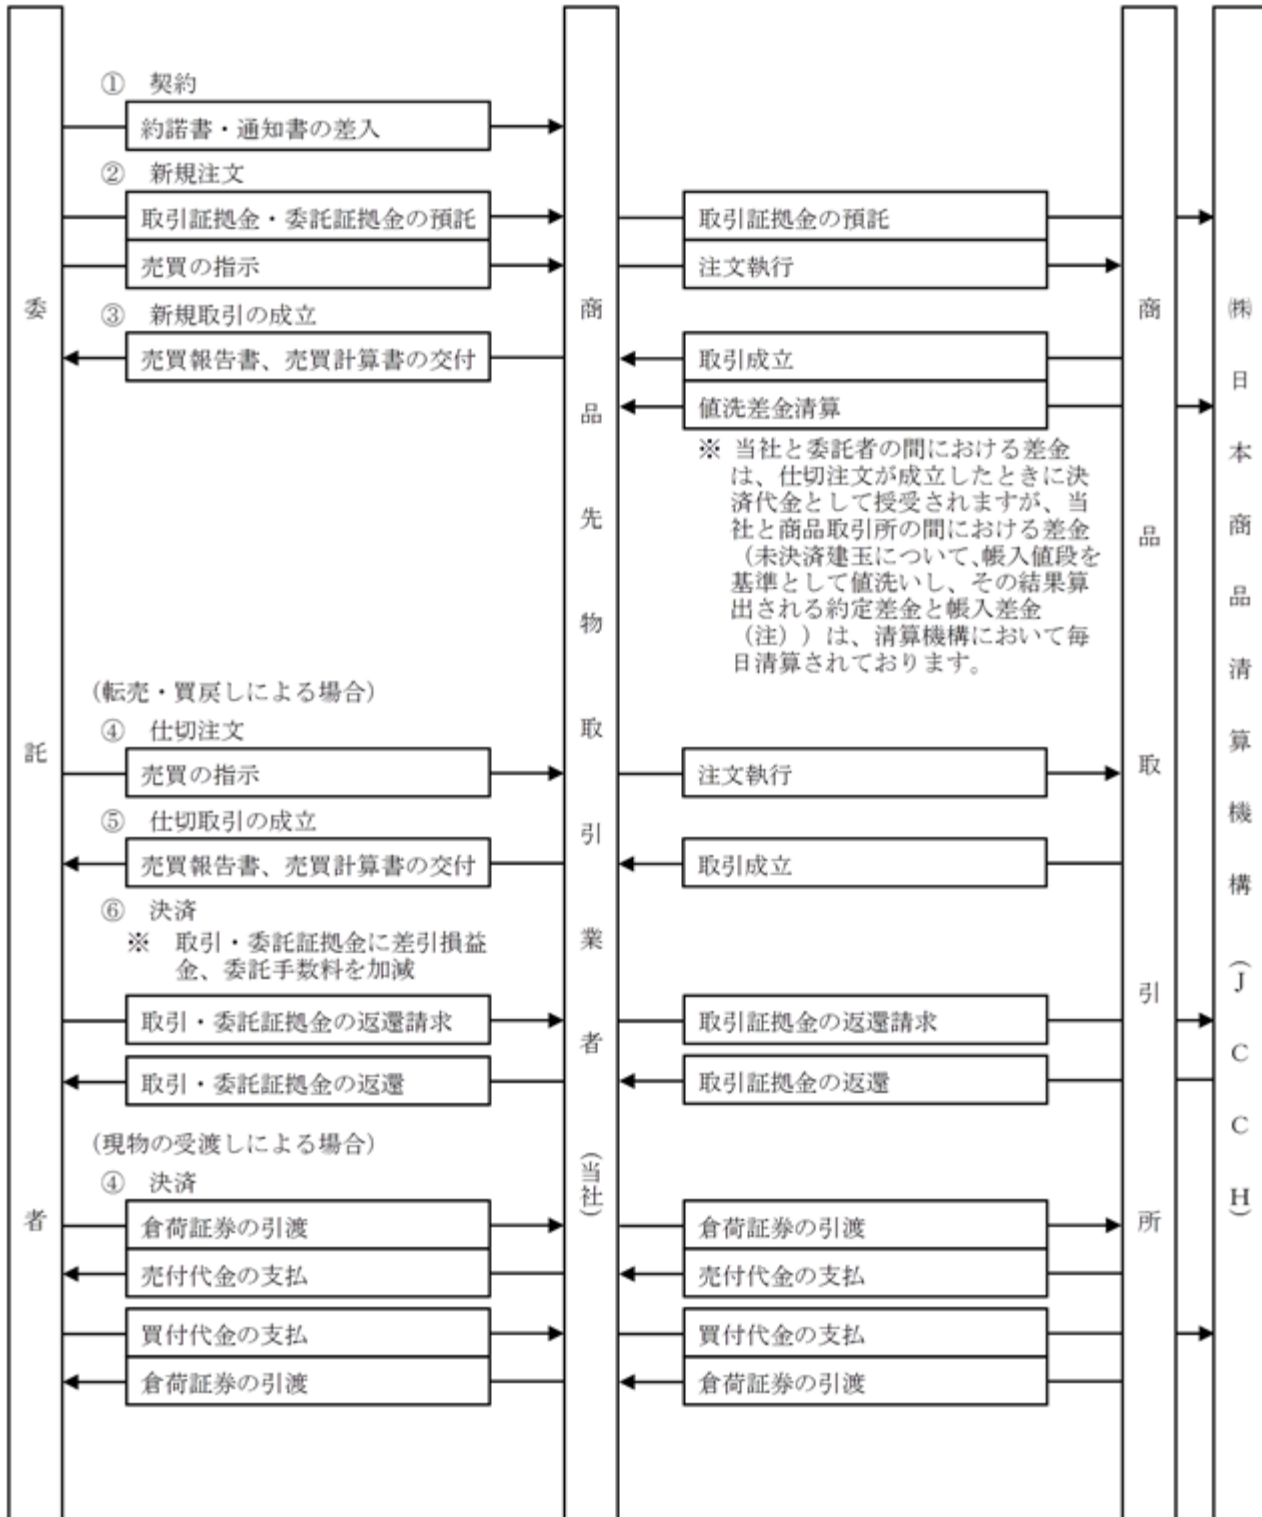 委託者
商品先物取引業者(当社)
商品取引所
㈱日本商品清算機構(JCCH)
① 契約
約諾書・通知書の差入
② 新規注文
取引証拠金・委託証拠金の預託
取引証拠金の預託
売買の指示
注文執行
③ 新規取引の成立
売買報告書、売買計算書の交付
取引成立
値洗差金清算
※ 当社と委託者の間における差金
は、仕切注文が成立したときに決
済代金として授受されますが、当
社と商品取引所の間における差金
(未決済建玉について、帳入値段を
基準として値洗いし、その結果算
出される約定差金と帳入差金
(注))は、清算機構において毎
日清算されております。
(転売・買戻しによる場合)
④ 仕切注文
売買の指示
注文執行
⑤ 仕切取引の成立
売買報告書、売買計算書の交付
取引成立
⑥ 決済
※ 取引・委託証拠金に差引損益
金、委託手数料を加減
取引・委託証拠金の返還請求
取引証拠金の返還請求
取引・委託証拠金の返還
取引証拠金の返還
(現物の受渡しによる場合)
④ 決済
倉荷証券の引渡
倉荷証券の引渡
売付代金の支払
売付代金の支払
買付代金の支払
買付代金の支払
倉荷証券の引渡
倉荷証券の引渡